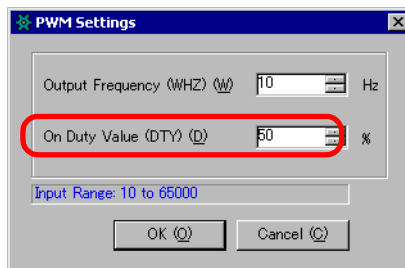 PWM Settings
Output Frequency (WHZ) (W) 10 Hz
On Duty Value (DTY) (D) 50 %
Input Range: 10 to 65000
OK (O) Cancel (C)